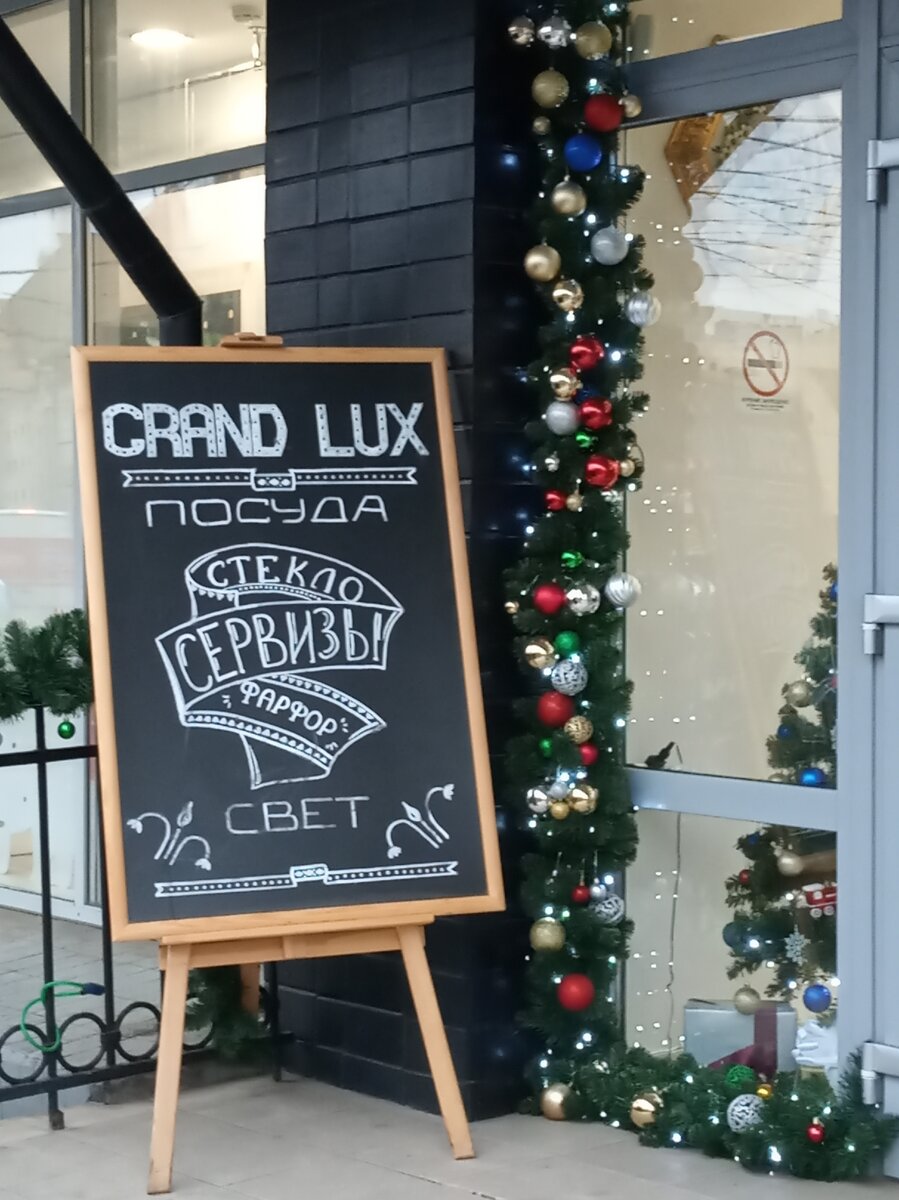 GRAND LUX
ПОСУДА
СТЕКЛО
СЕРВИЗЫ
ФАРФОР
СВЕТ